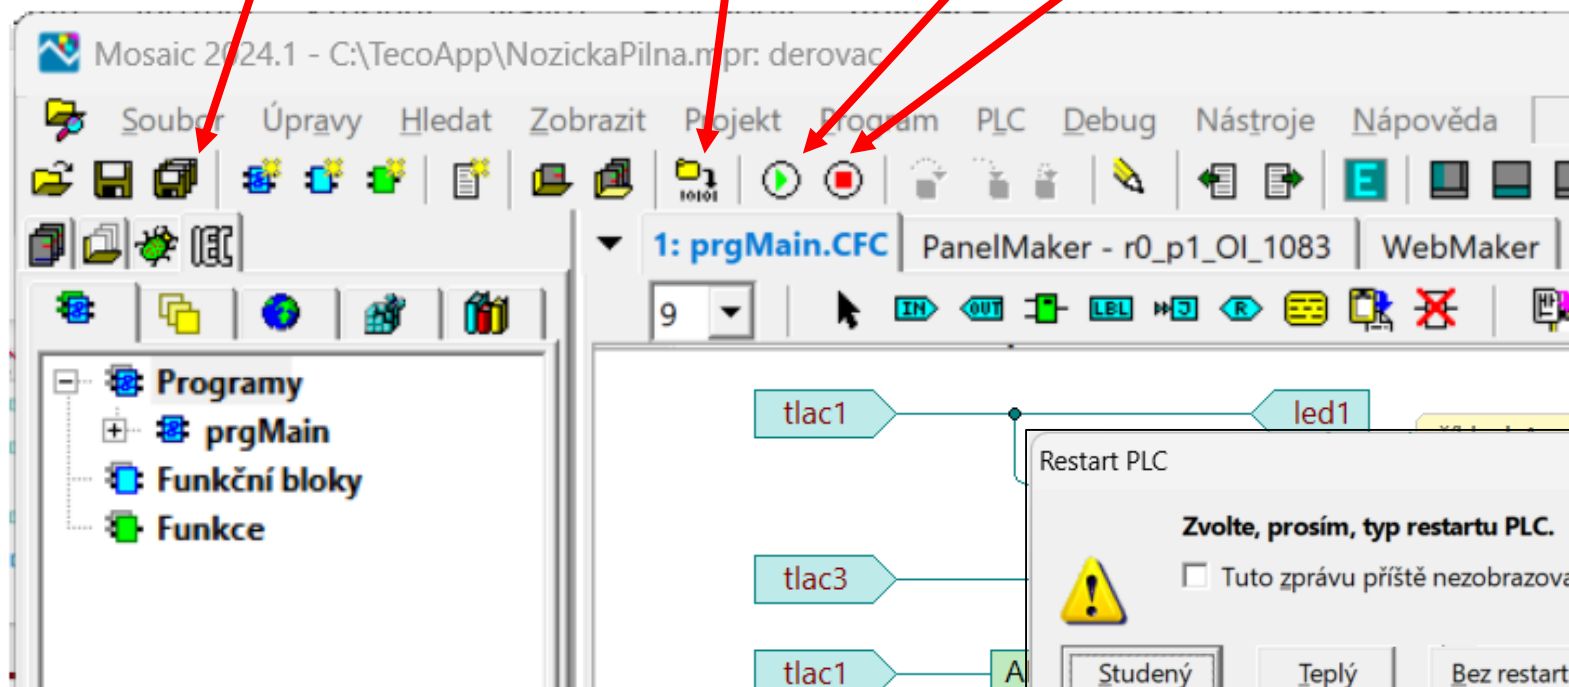 Mosaic 2024.1 - C:\TecoApp\NozickaPilna.mpr: derovac
Soubor Úpravy Hledat Zobrazit Projekt Program PLC Debug Nástroje Nápověda
10101
E
1: prgMain.CFC PanelMaker - r0_p1_OI_1083 WebMaker
9 IN OUT LBL J R
Programy
prgMain
Funkční bloky
Funkce
tlac1 led1
Restart PLC
Zvolte, prosím, typ restartu PLC.
Tuto zprávu příště nezobrazova
tlac3
tlac1 A
Studený Teplý Bez restart